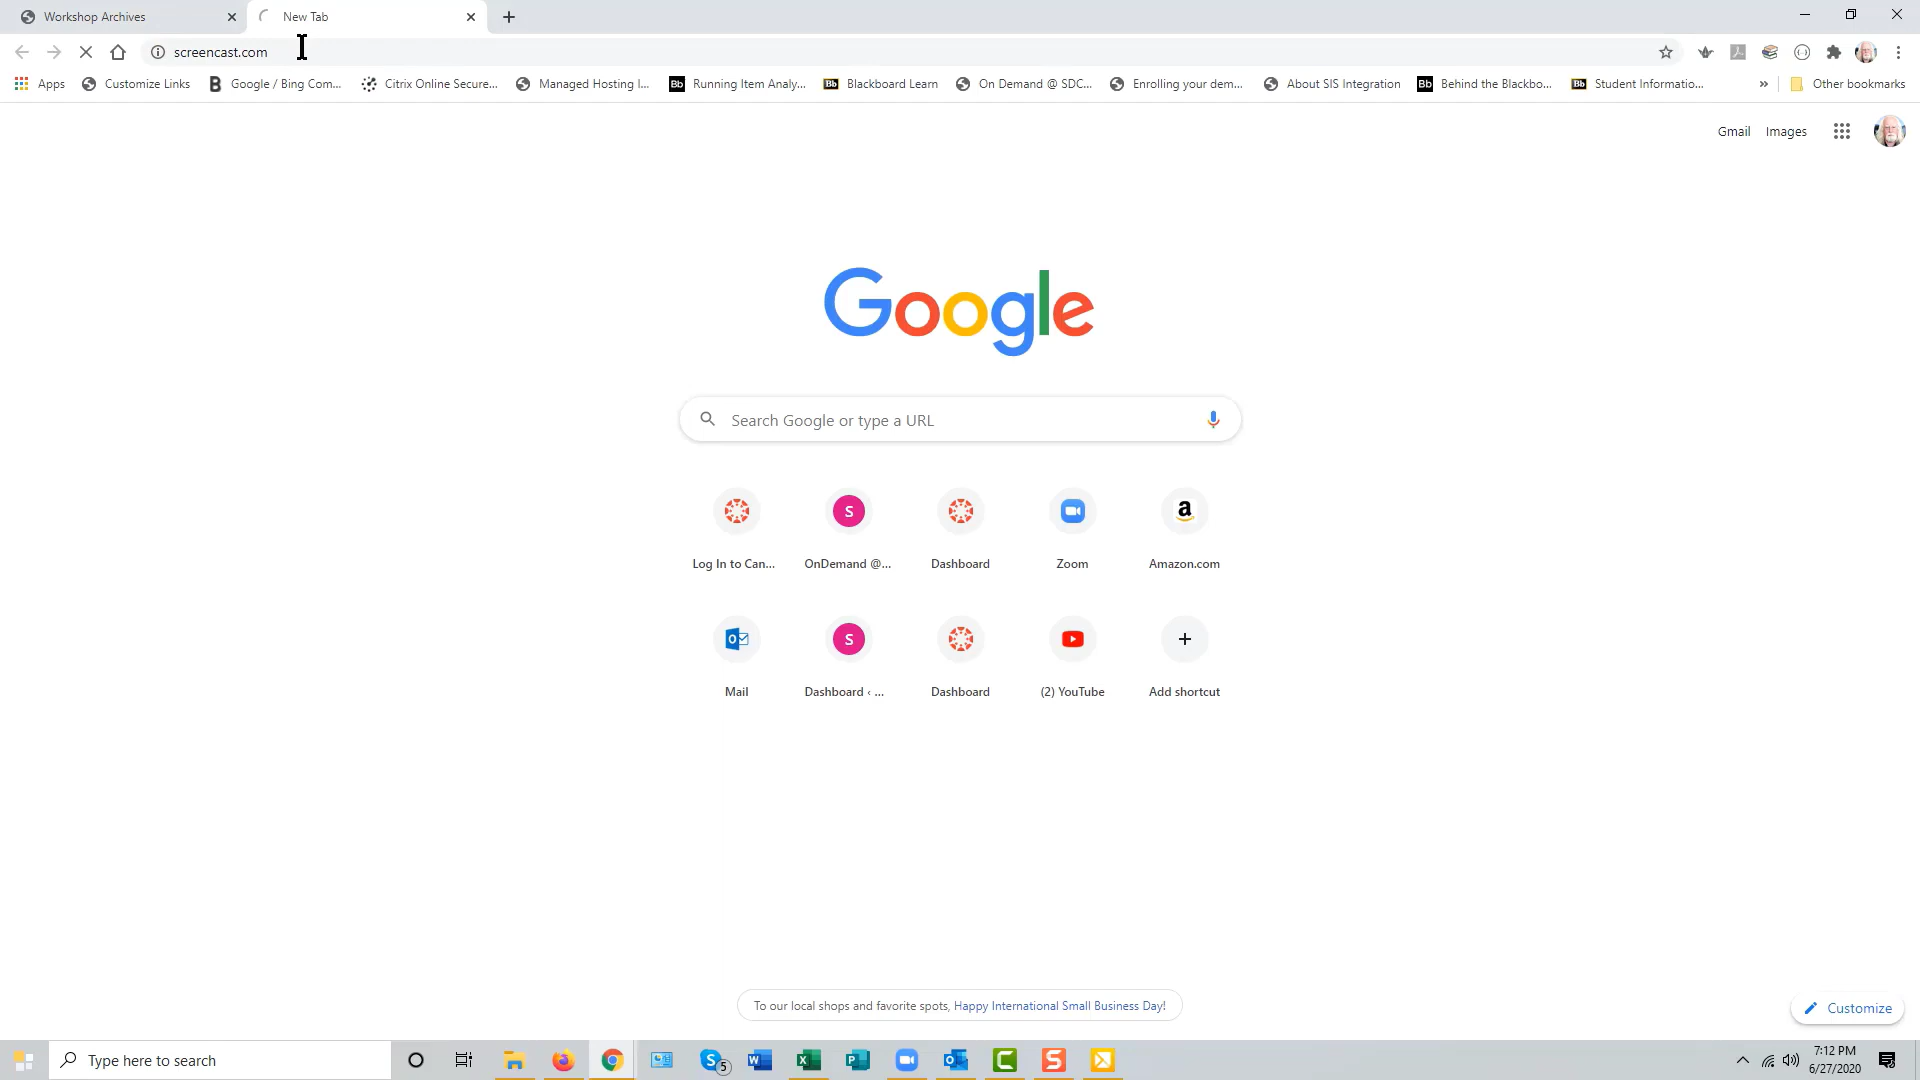 Workshop Archives
New Tab
screencast.com
Apps
Customize Links
Google / Bing Com...
Citrix Online Secure...
Managed Hosting I...
Running Item Analy...
Blackboard Learn
On Demand @ SDC...
Enrolling your dem...
About SIS Integration
Behind the Blackbo...
Student Informatio...
»
Other bookmarks
Gmail
Images
Google
Search Google or type a URL
Log In to Can...
S
OnDemand @...
Dashboard
Zoom
a
Amazon.com
Mail
S
Dashboard ‹ ...
Dashboard
(2) YouTube
Add shortcut
To our local shops and favorite spots, Happy International Small Business Day!
Customize
Type here to search
5
7:12 PM
6/27/2020